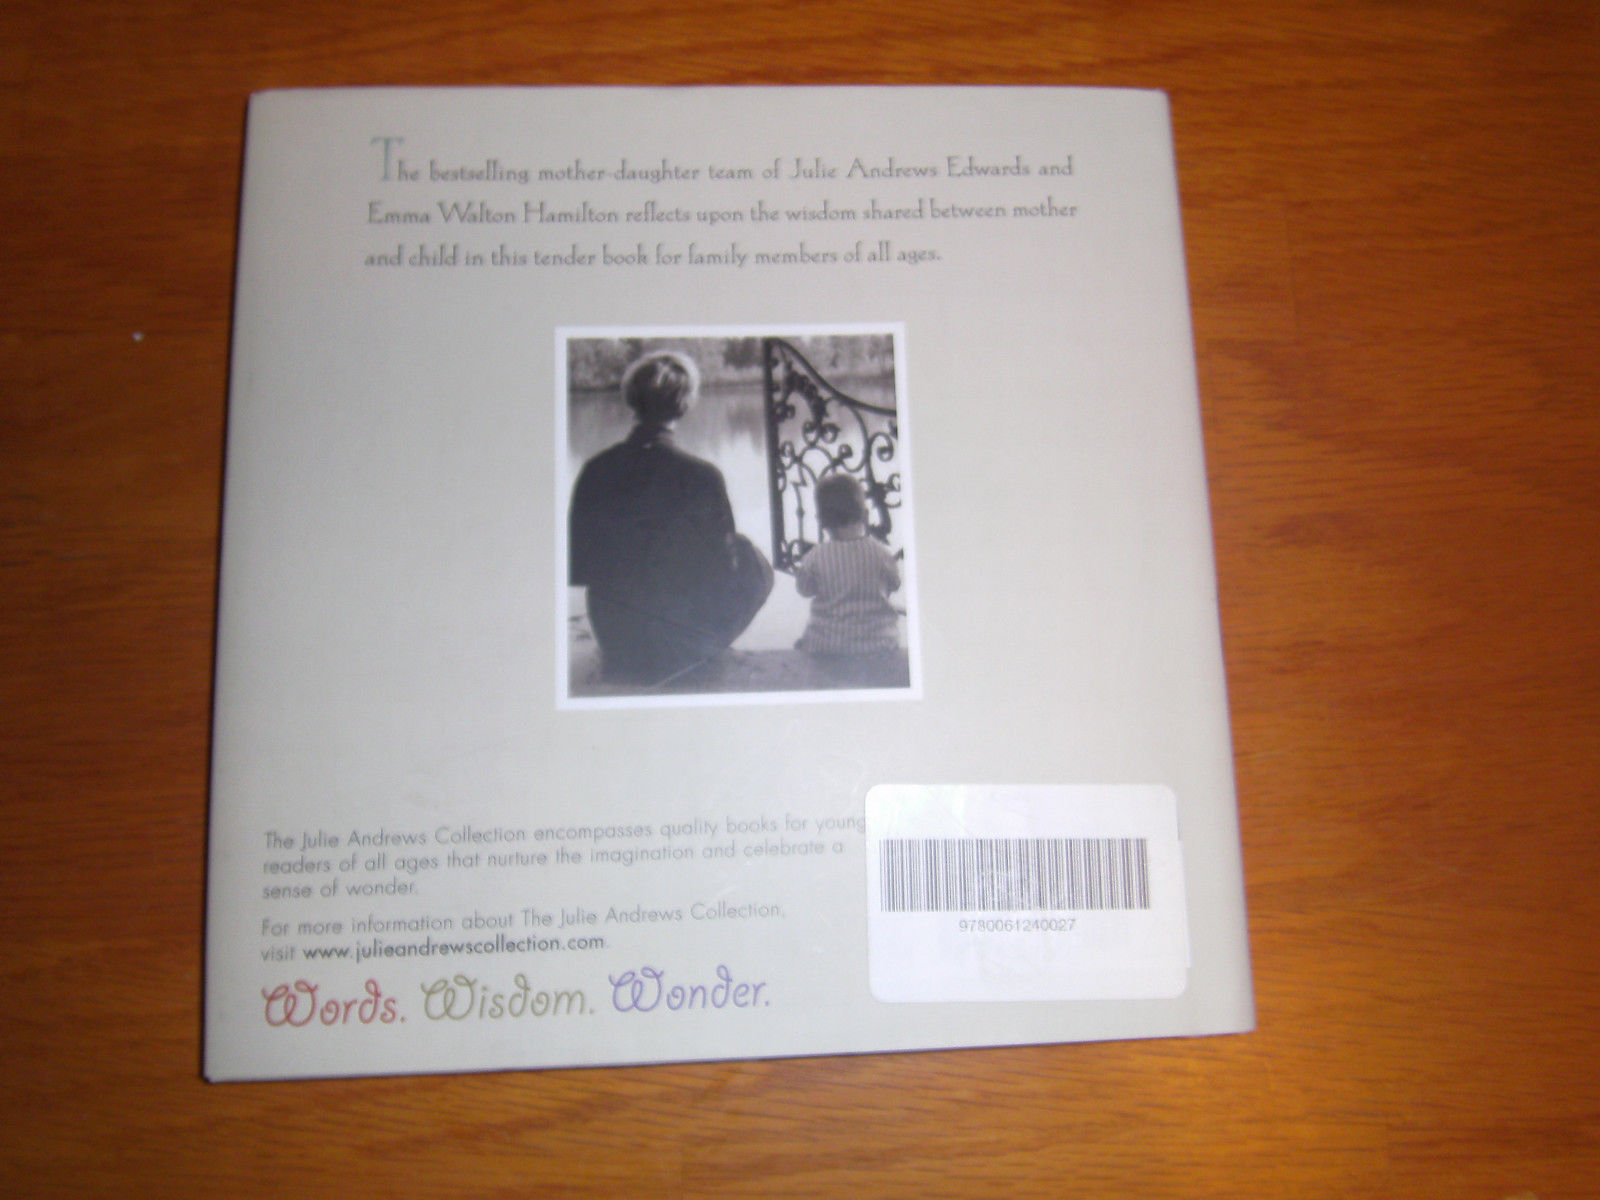 The bestselling mother-daughter team of Julie Andrews Edwards and
Emma Walton Hamilton reflects upon the wisdom shared between mother
and child in this tender book for family members of all ages.
The Julie Andrews Collection encompasses quality books for young
readers of all ages that nurture the imagination and celebrate a
sense of wonder.
For more information about The Julie Andrews Collection,
visit www.julieandrewscollection.com.
Words. Wisdom. Wonder.
9780061240027